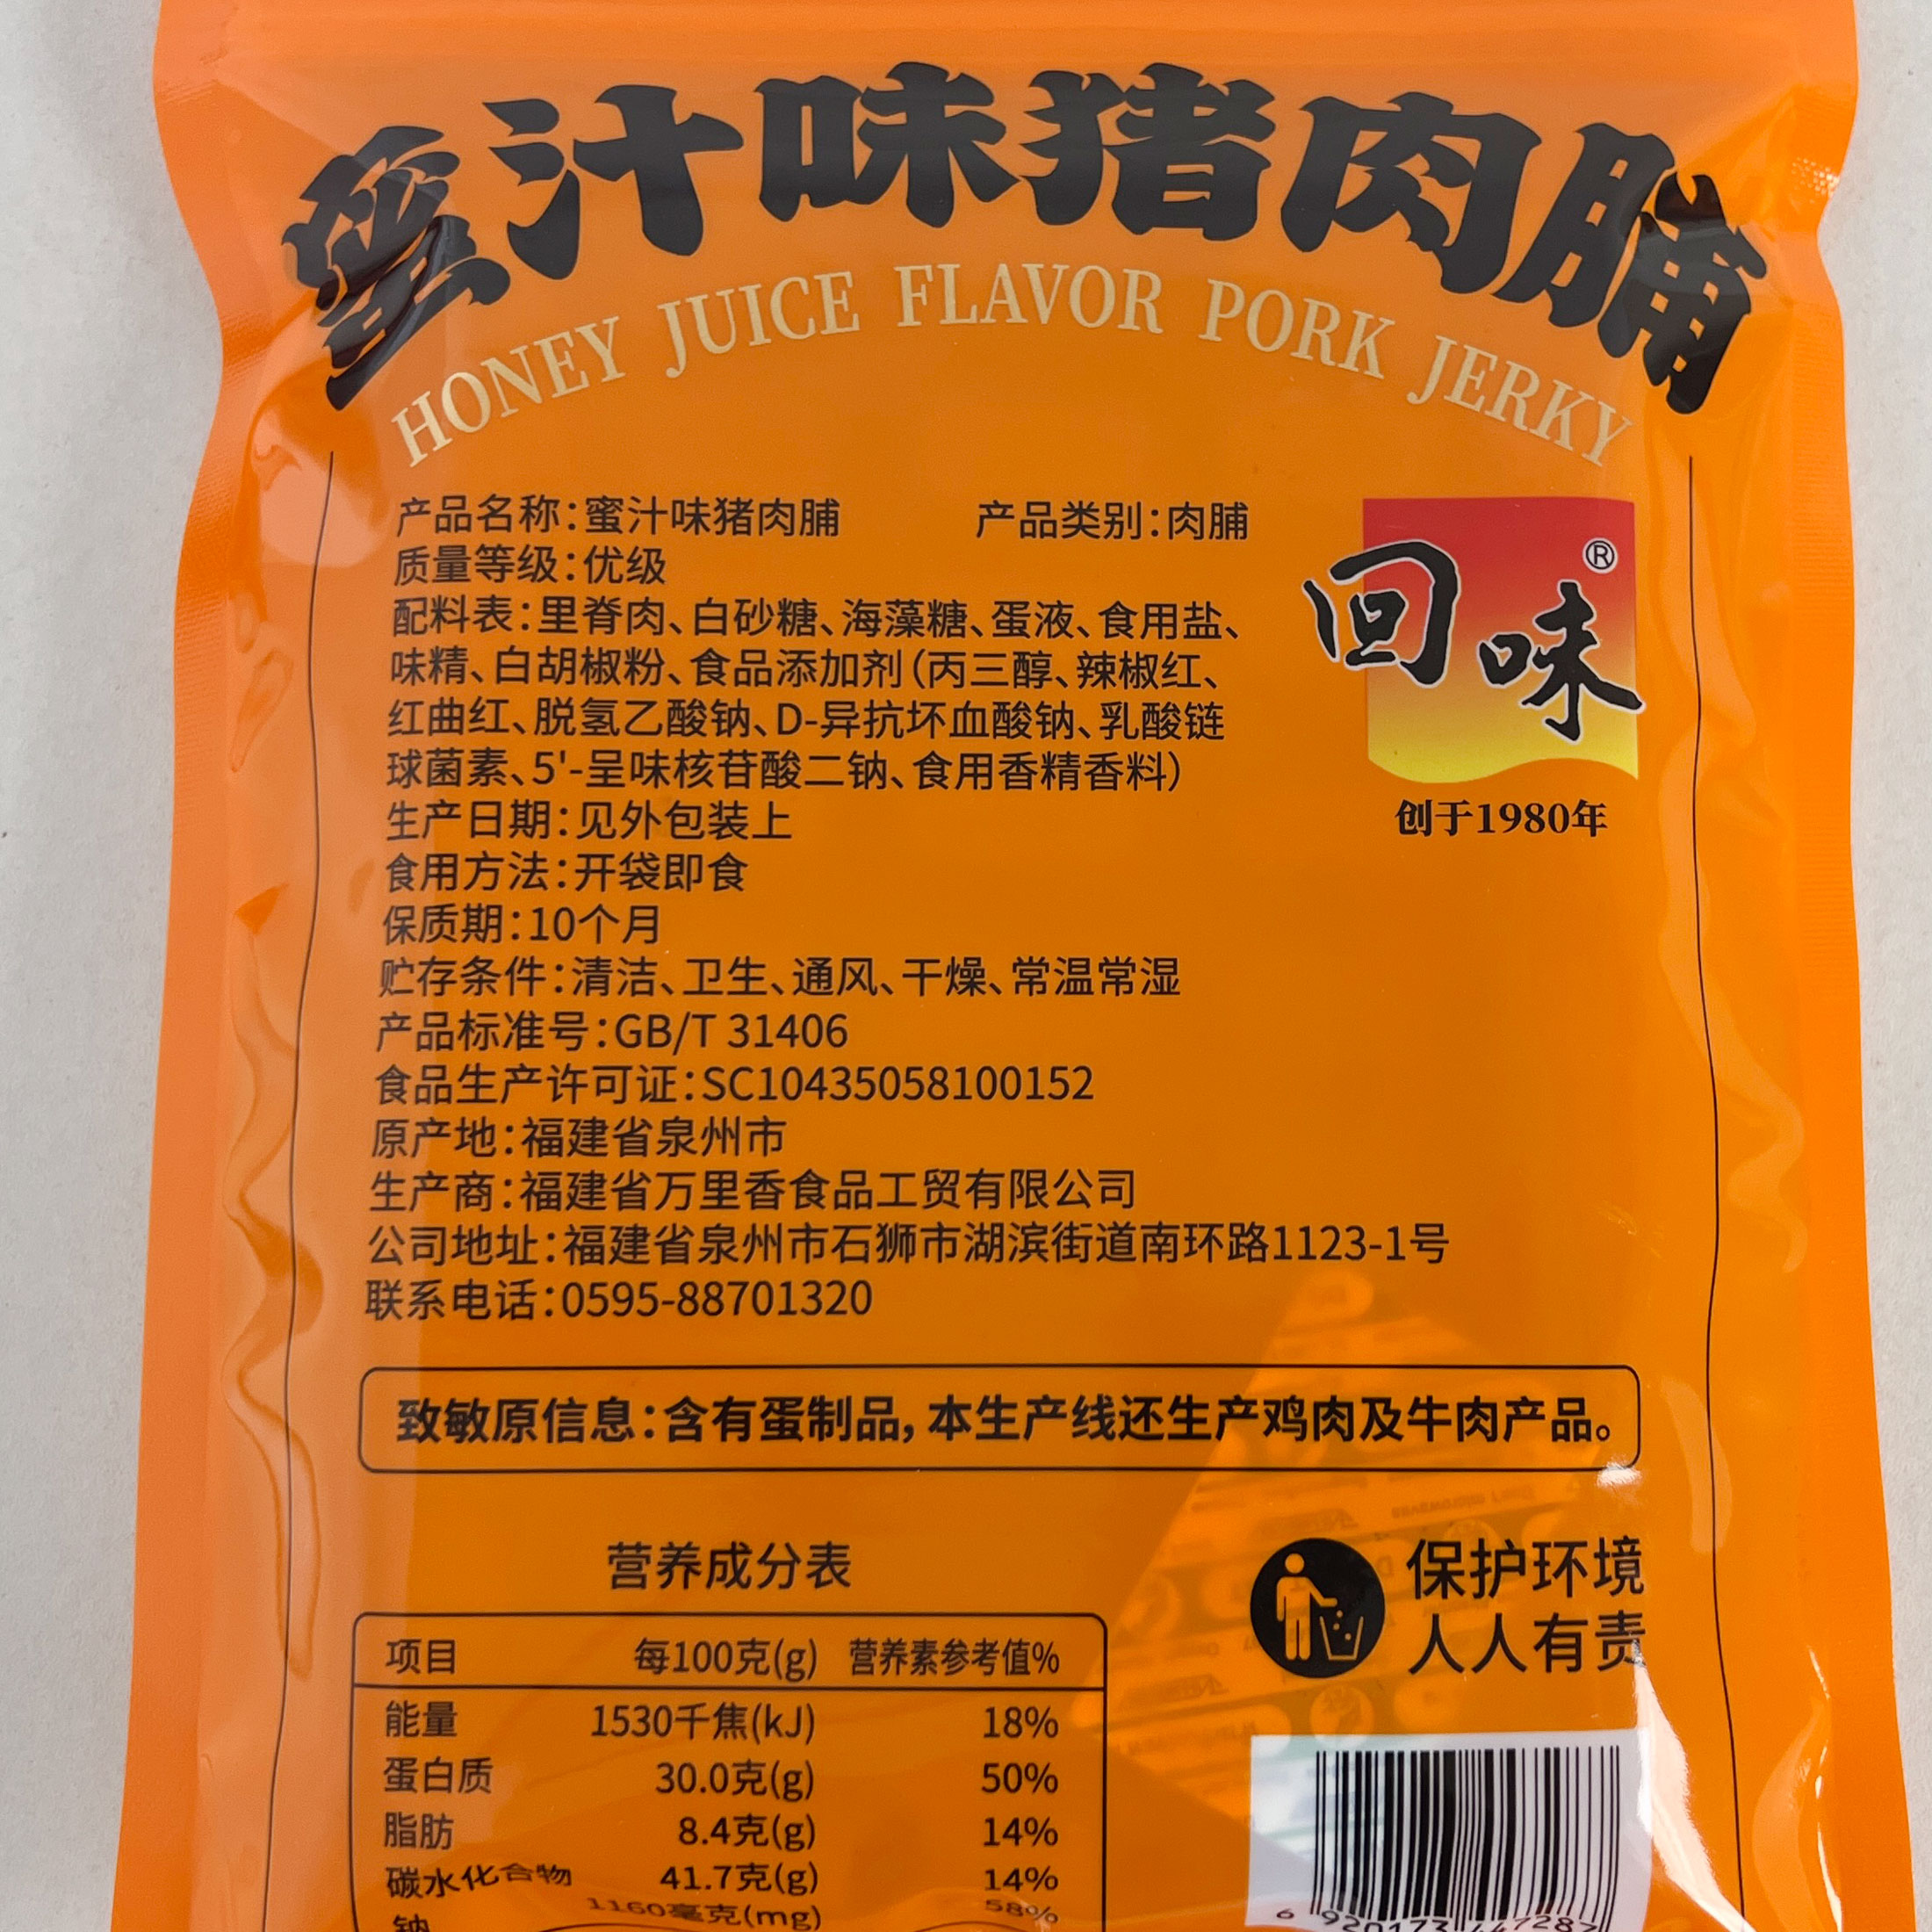 蜜汁味猪肉脯
HONEY JUICE FLAVOR PORK JERKY
产品名称:蜜汁味猪肉脯 产品类别:肉脯
质量等级:优级
配料表:里脊肉、白砂糖、海藻糖、蛋液、食用盐、
味精、白胡椒粉、食品添加剂(丙三醇、辣椒红、
红曲红、脱氢乙酸钠、D-异抗坏血酸钠、乳酸链
球菌素、5'-呈味核苷酸二钠、食用香精香料)
生产日期:见外包装上
食用方法:开袋即食
保质期:10个月
贮存条件:清洁、卫生、通风、干燥、常温常湿
产品标准号:GB/T 31406
食品生产许可证:SC10435058100152
原产地:福建省泉州市
生产商:福建省万里香食品工贸有限公司
公司地址:福建省泉州市石狮市湖滨街道南环路1123-1号
联系电话:0595-88701320
回味®
创于1980年
致敏原信息:含有蛋制品,本生产线还生产鸡肉及牛肉产品。
营养成分表
项目 每100克(g) 营养素参考值%
能量 1530千焦(kJ) 18%
蛋白质 30.0克(g) 50%
脂肪 8.4克(g) 14%
碳水化合物 41.7克(g) 14%
钠 1160毫克(mg) 58%
保护环境
人人有责